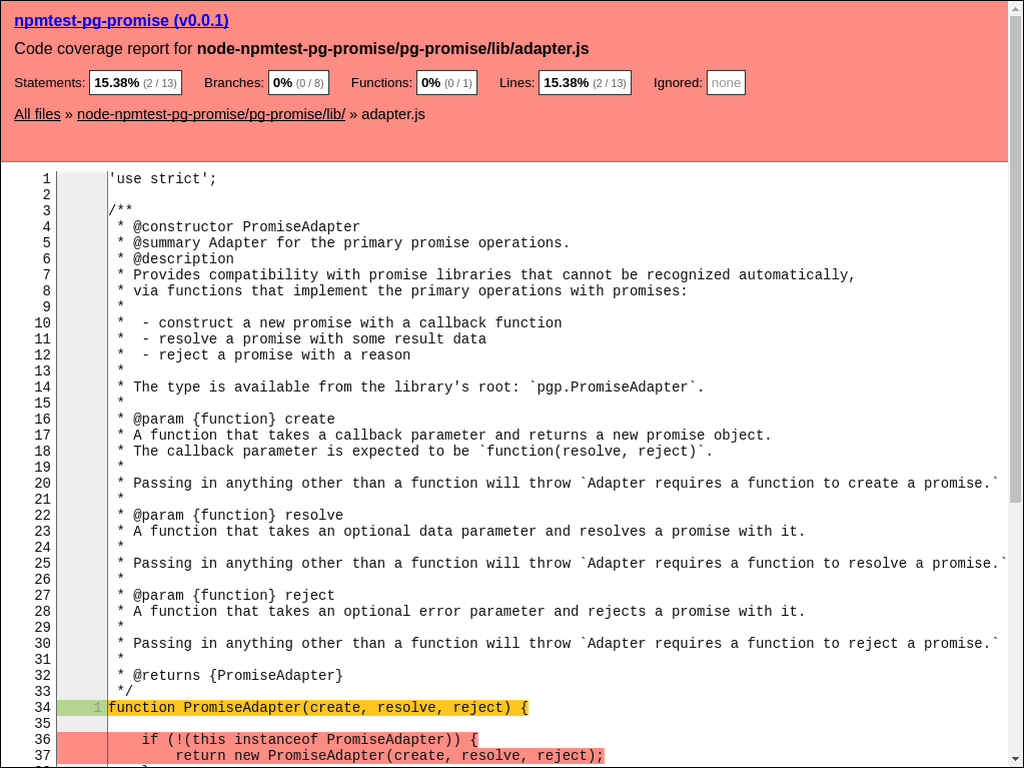 npmtest-pg-promise (v0.0.1)
Code coverage report for node-npmtest-pg-promise/pg-promise/lib/adapter.js
Statements: 15.38% (2 / 13) Branches: 0% (0 / 8) Functions: 0% (0 / 1) Lines: 15.38% (2 / 13) Ignored: none
All files » node-npmtest-pg-promise/pg-promise/lib/ » adapter.js
1 'use strict';
2
3 /**
4 * @constructor PromiseAdapter
5 * @summary Adapter for the primary promise operations.
6 * @description
7 * Provides compatibility with promise libraries that cannot be recognized automatically,
8 * via functions that implement the primary operations with promises:
9 *
10 *  - construct a new promise with a callback function
11 *  - resolve a promise with some result data
12 *  - reject a promise with a reason
13 *
14 * The type is available from the library's root: `pgp.PromiseAdapter`.
15 *
16 * @param {function} create
17 * A function that takes a callback parameter and returns a new promise object.
18 * The callback parameter is expected to be `function(resolve, reject)`.
19 *
20 * Passing in anything other than a function will throw `Adapter requires a function to create a promise.`
21 *
22 * @param {function} resolve
23 * A function that takes an optional data parameter and resolves a promise with it.
24 *
25 * Passing in anything other than a function will throw `Adapter requires a function to resolve a promise.`
26 *
27 * @param {function} reject
28 * A function that takes an optional error parameter and rejects a promise with it.
29 *
30 * Passing in anything other than a function will throw `Adapter requires a function to reject a promise.`
31 *
32 * @returns {PromiseAdapter}
33 */
34 1 function PromiseAdapter(create, resolve, reject) {
35
36 if (!(this instanceof PromiseAdapter)) {
37 return new PromiseAdapter(create, resolve, reject);